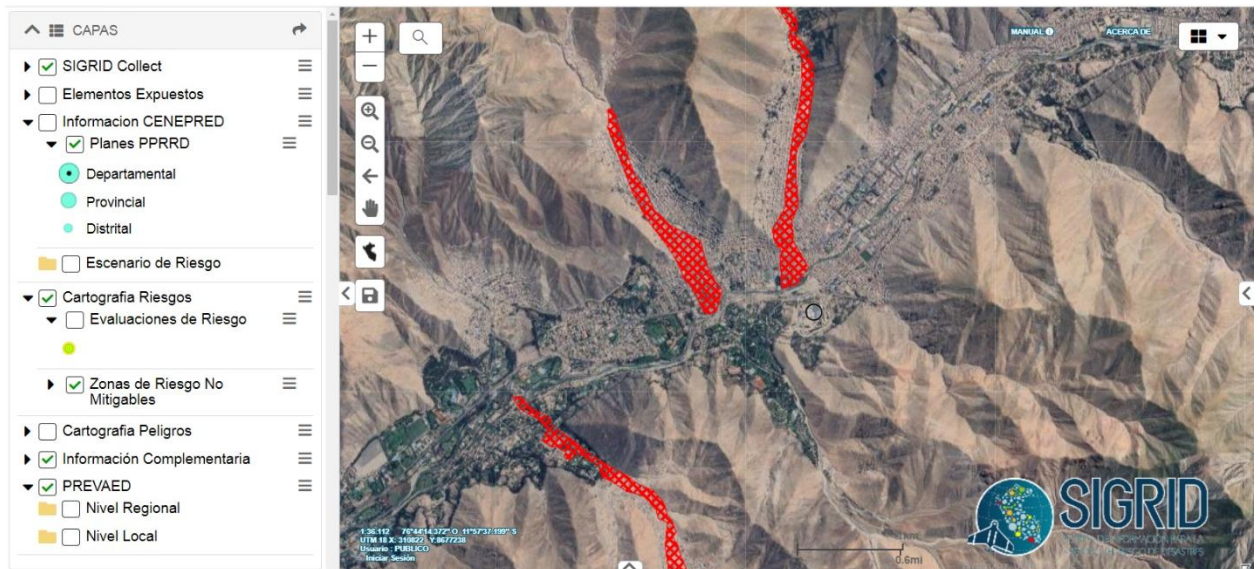 CAPAS
SIGRID Collect
Elementos Expuestos
Informacion CENEPRED
Planes PPRRD
Departamental
Provincial
Distrital
Escenario de Riesgo
Cartografia Riesgos
Evaluaciones de Riesgo
Zonas de Riesgo No
Mitigables
Cartografia Peligros
Información Complementaria
PREVAED
Nivel Regional
Nivel Local
MANUAL
ACERCA DE
1:36.112 76°44'14.372" O 11°57'37.199" S
UTM 18 X: 310822 Y:8677238
Usuario : PUBLICO
Iniciar Sesión
0.6mi
SIGRID